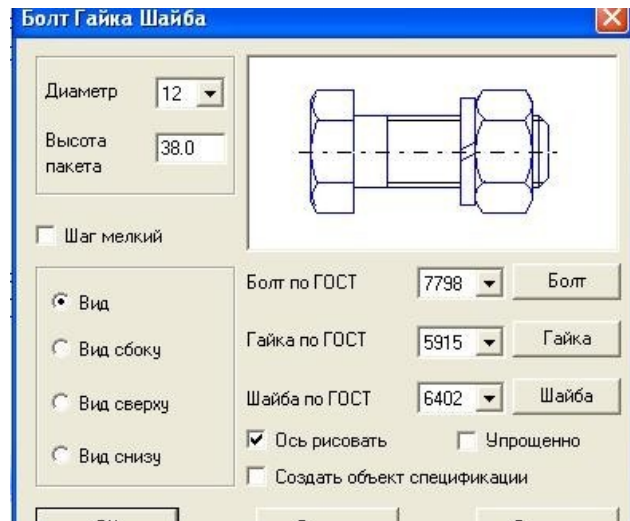 Болт Гайка Шайба
Диаметр 12
Высота пакета 38.0
Шаг мелкий
Вид
Вид сбоку
Вид сверху
Вид снизу
Болт по ГОСТ 7798 Болт
Гайка по ГОСТ 5915 Гайка
Шайба по ГОСТ 6402 Шайба
Ось рисовать Упрощенно
Создать объект спецификации